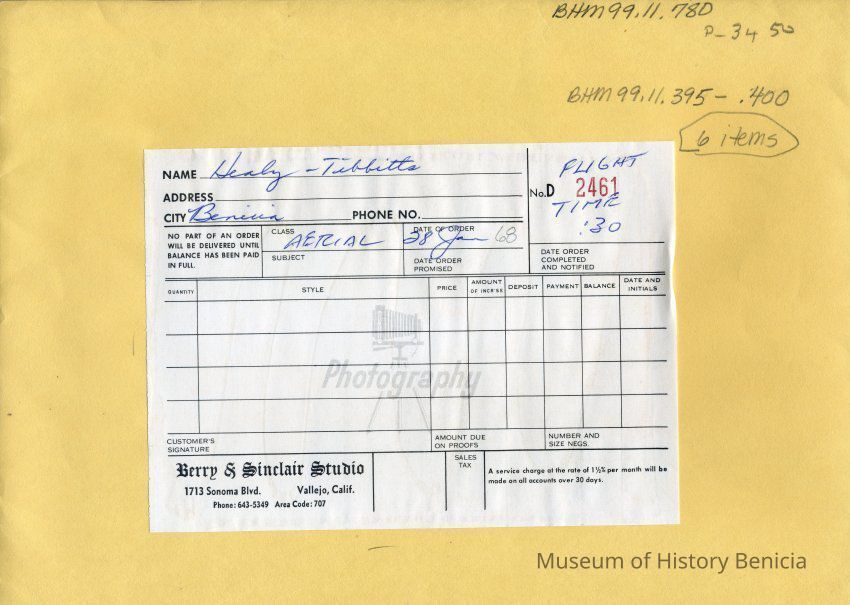 BHM99.11.78D
P-34 50
BHM99.11.395-.400
6 items
NAME Healy-Tibbitts
ADDRESS
CITY Benicia PHONE NO.
No. D 2461
FLIGHT
TIME
:30
NO PART OF AN ORDER
WILL BE DELIVERED UNTIL
BALANCE HAS BEEN PAID
IN FULL.
CLASS
AERIAL
SUBJECT
DATE OF ORDER
28 Jan 68
DATE ORDER
PROMISED
DATE ORDER
COMPLETED
AND NOTIFIED
QUANTITY STYLE PRICE AMOUNT OF INCR'SE DEPOSIT PAYMENT BALANCE DATE AND INITIALS
Photography
CUSTOMER'S
SIGNATURE
AMOUNT DUE
ON PROOFS
NUMBER AND
SIZE NEGS.
Berry & Sinclair Studio
1713 Sonoma Blvd. Vallejo, Calif.
Phone: 643-5349 Area Code: 707
SALES
TAX
A service charge at the rate of 1½% per month will be
made on all accounts over 30 days.
Museum of History Benicia